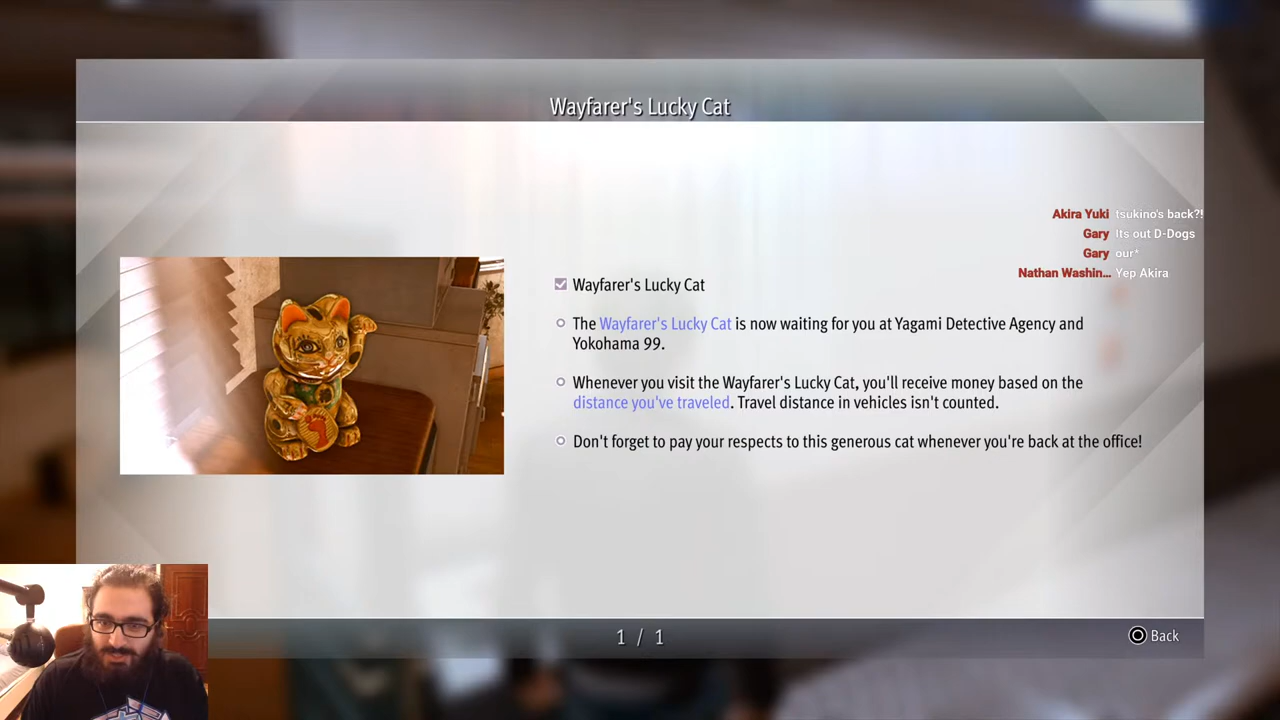 Wayfarer's Lucky Cat
Akira Yuki tsukino's back?!
Gary Its out D-Dogs
Gary our*
Nathan Washin... Yep Akira
Wayfarer's Lucky Cat
The Wayfarer's Lucky Cat is now waiting for you at Yagami Detective Agency and
Yokohama 99.
Whenever you visit the Wayfarer's Lucky Cat, you'll receive money based on the
distance you've traveled. Travel distance in vehicles isn't counted.
Don't forget to pay your respects to this generous cat whenever you're back at the office!
1 / 1
Back